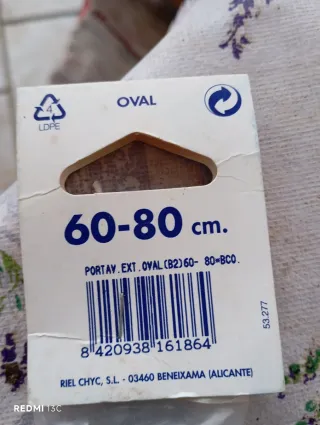 OVAL
4
LDPE
60-80 cm.
PORTAV.EXT.OVAL(B2)60- 80=BCO.
8 420938 161864
53.277
RIEL CHYC, S.L. - 03460 BENEIXAMA (ALICANTE)
REDMI 13C